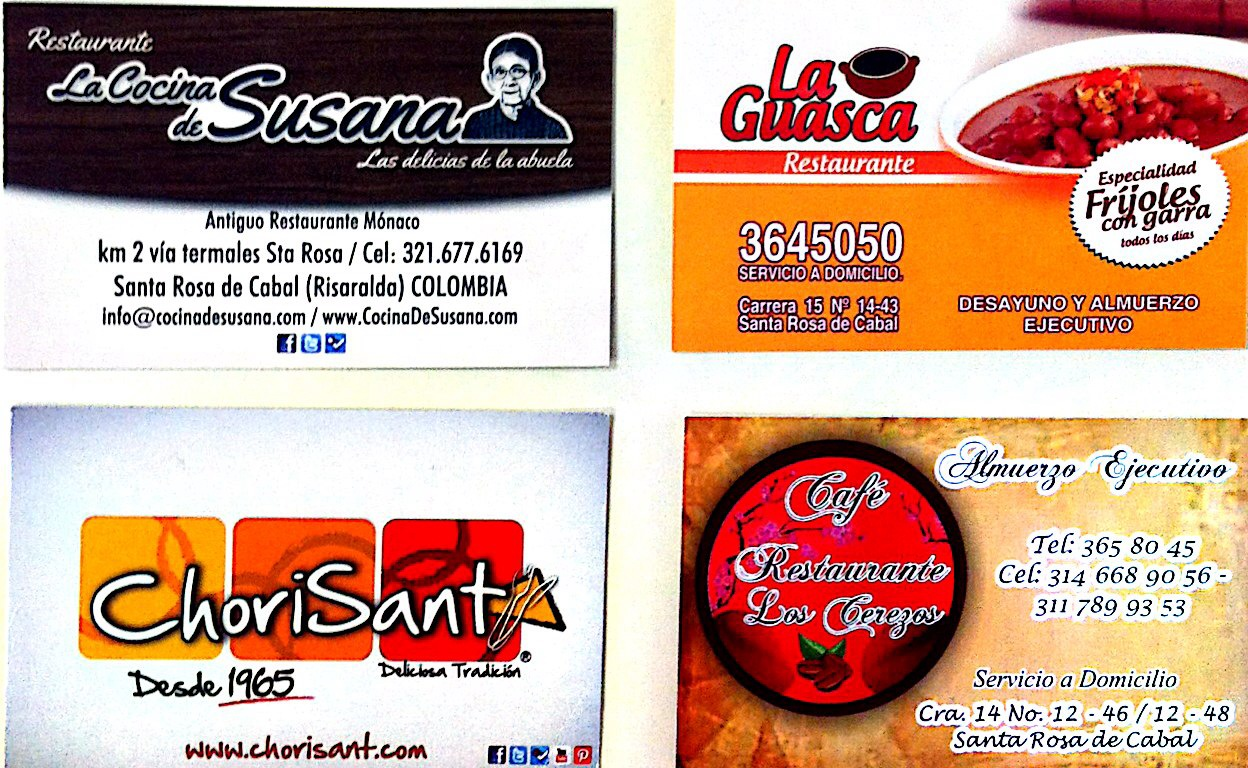 Restaurante
La Cocina
de Susana
Las delicias de la abuela
Antiguo Restaurante Mónaco
km 2 vía termales Sta Rosa / Cel: 321.677.6169
Santa Rosa de Cabal (Risaralda) COLOMBIA
info@cocinadesusana.com / www.CocinaDeSusana.com
La
Guasca
Restaurante
Especialidad
Fríjoles
con garra
todos los días
3645050
SERVICIO A DOMICILIO
Carrera 15 Nº 14-43
Santa Rosa de Cabal
DESAYUNO Y ALMUERZO
EJECUTIVO
ChoriSanta
Desde 1965
Deliciosa Tradición®
www.chorisant.com
Café
Restaurante
Los Cerezos
Almuerzo Ejecutivo
Tel: 365 80 45
Cel: 314 668 90 56 -
311 789 93 53
Servicio a Domicilio
Cra. 14 No. 12 - 46 / 12 - 48
Santa Rosa de Cabal